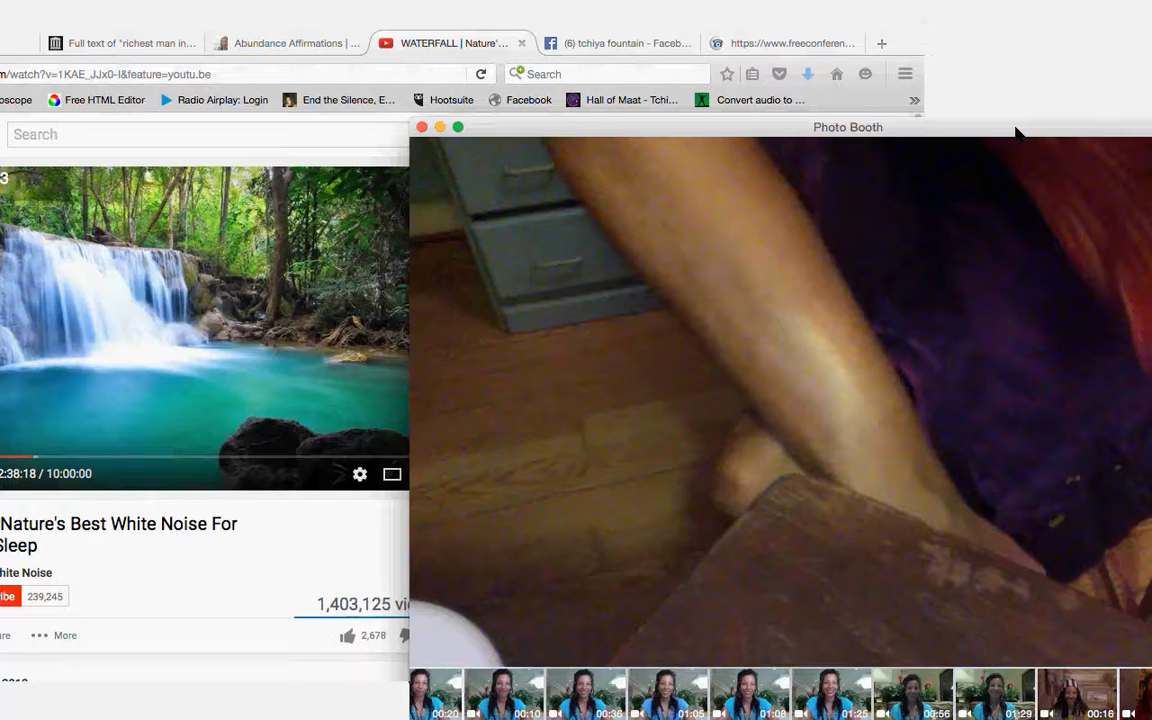 Full text of "richest man in...
Abundance Affirmations | ...
WATERFALL | Nature'...
(6) tchiya fountain - Faceb...
https://www.freeconferen...
m/watch?v=1KAE_JJx0-I&feature=youtu.be
Search
oscope
Free HTML Editor
Radio Airplay: Login
End the Silence, E...
Hootsuite
Facebook
Hall of Maat - Tchi...
Convert audio to ...
Search
Photo Booth
3
2:38:18 / 10:00:00
Nature's Best White Noise For
Sleep
hite Noise
ibe 239,245
1,403,125 vi
re ••• More 2,678
00:20 00:10 00:36 01:05 01:08 01:25 00:56 01:29 00:16